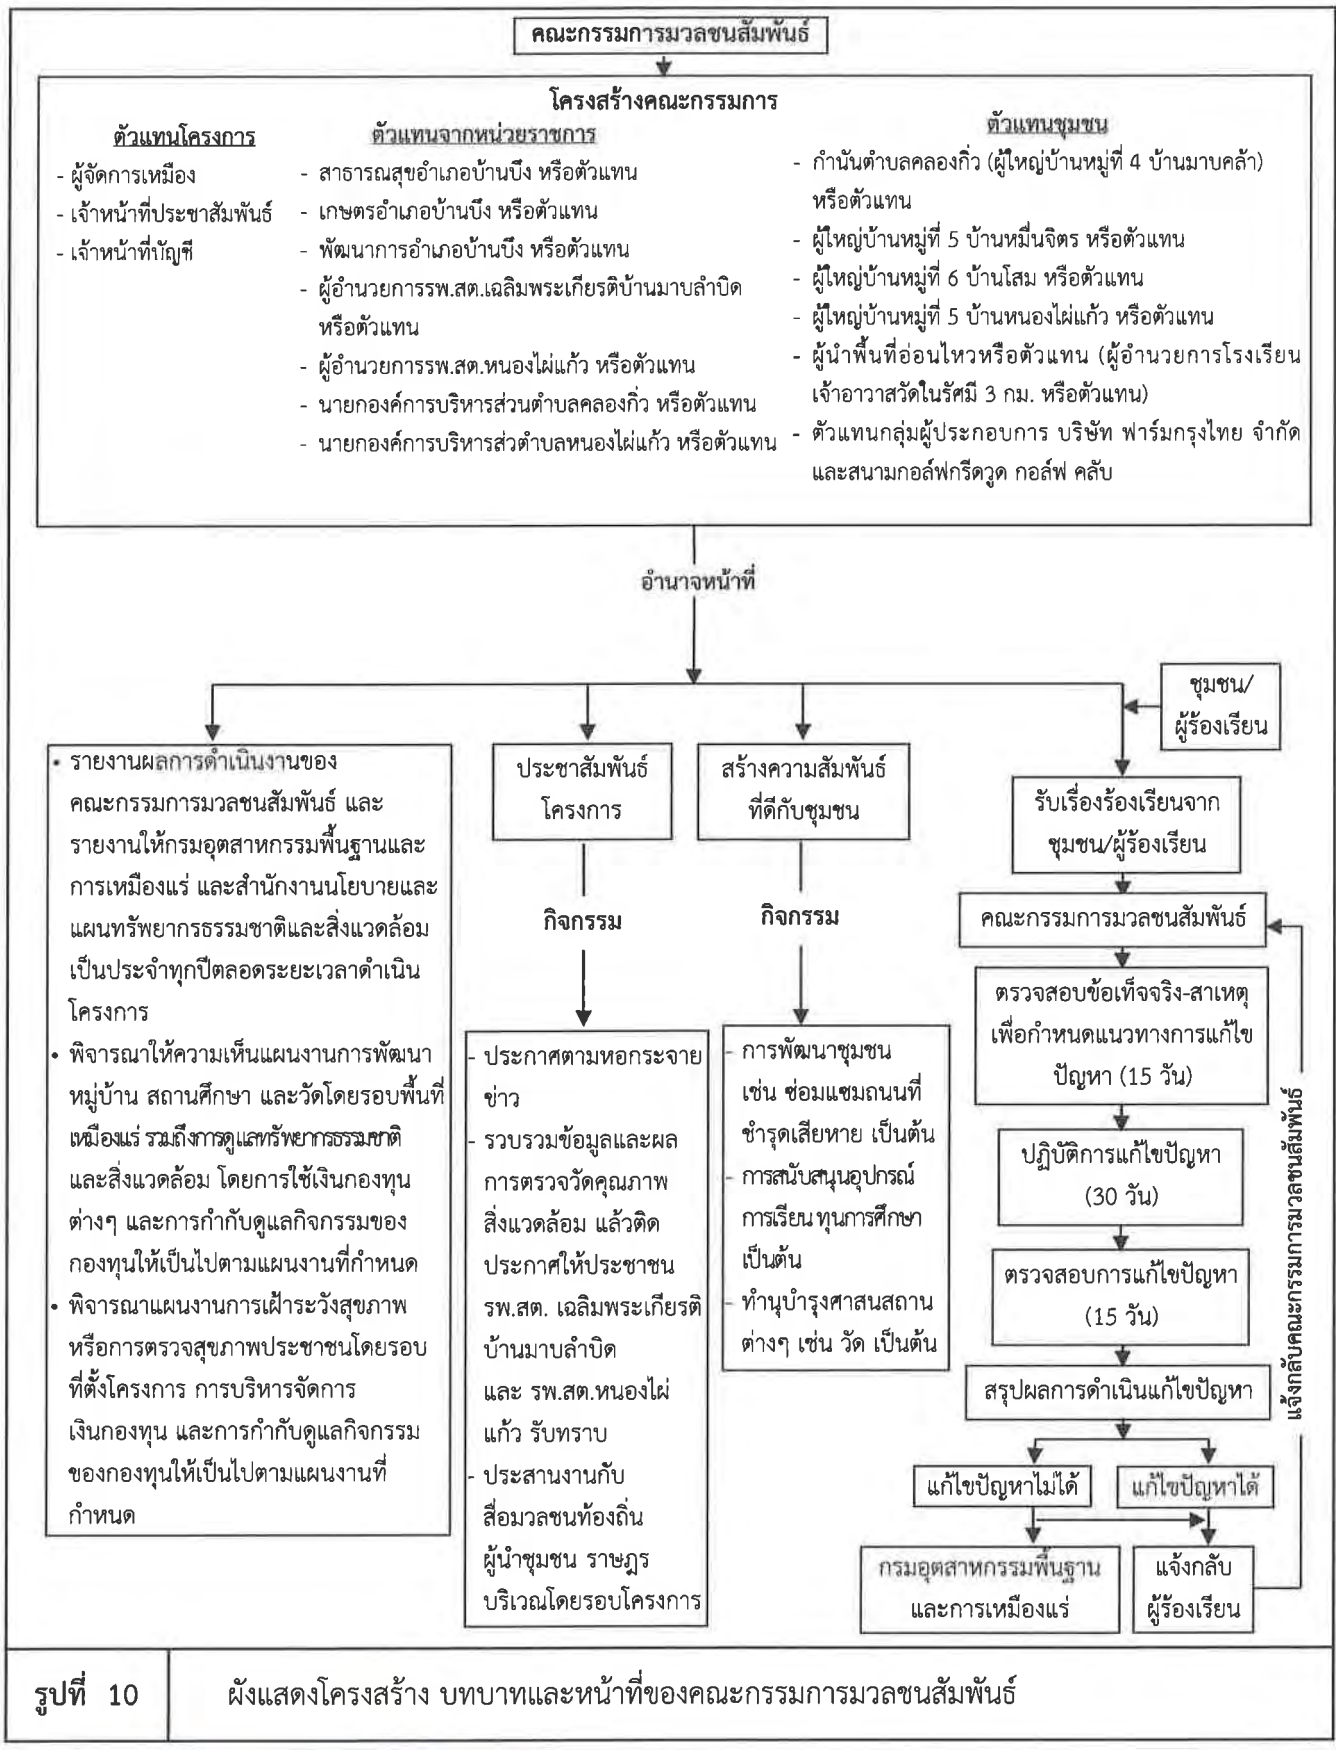 คณะกรรมการมวลชนสัมพันธ์
โครงสร้างคณะกรรมการ
ตัวแทนโครงการ
- ผู้จัดการเหมือง
- เจ้าหน้าที่ประชาสัมพันธ์
- เจ้าหน้าที่บัญชี
ตัวแทนจากหน่วยราชการ
- สาธารณสุขอำเภอบ้านบึง หรือตัวแทน
- เกษตรอำเภอบ้านบึง หรือตัวแทน
- พัฒนาการอำเภอบ้านบึง หรือตัวแทน
- ผู้อำนวยการรพ.สต.เฉลิมพระเกียรติบ้านมาบลำบิด
หรือตัวแทน
- ผู้อำนวยการรพ.สต.หนองไผ่แก้ว หรือตัวแทน
- นายกองค์การบริหารส่วนตำบลคลองกิ่ว หรือตัวแทน
- นายกองค์การบริหารส่วตำบลหนองไผ่แก้ว หรือตัวแทน
ตัวแทนชุมชน
- กำนันตำบลคลองกิ่ว (ผู้ใหญ่บ้านหมู่ที่ 4 บ้านมาบคล้า)
หรือตัวแทน
- ผู้ใหญ่บ้านหมู่ที่ 5 บ้านหมื่นจิตร หรือตัวแทน
- ผู้ใหญ่บ้านหมู่ที่ 6 บ้านโสม หรือตัวแทน
- ผู้ใหญ่บ้านหมู่ที่ 5 บ้านหนองไผ่แก้ว หรือตัวแทน
- ผู้นำพื้นที่อ่อนไหวหรือตัวแทน (ผู้อำนวยการโรงเรียน
เจ้าอาวาสวัดในรัศมี 3 กม. หรือตัวแทน)
- ตัวแทนกลุ่มผู้ประกอบการ บริษัท ฟาร์มกรุงไทย จำกัด
และสนามกอล์ฟกรีดวูด กอล์ฟ คลับ
อำนาจหน้าที่
• รายงานผลการดำเนินงานของ
คณะกรรมการมวลชนสัมพันธ์ และ
รายงานให้กรมอุตสาหกรรมพื้นฐานและ
การเหมืองแร่ และสำนักงานนโยบายและ
แผนทรัพยากรธรรมชาติและสิ่งแวดล้อม
เป็นประจำทุกปีตลอดระยะเวลาดำเนิน
โครงการ
• พิจารณาให้ความเห็นแผนงานการพัฒนา
หมู่บ้าน สถานศึกษา และวัดโดยรอบพื้นที่
เหมืองแร่ รวมถึงการดูแลทรัพยากรธรรมชาติ
และสิ่งแวดล้อม โดยการใช้เงินกองทุน
ต่างๆ และการกำกับดูแลกิจกรรมของ
กองทุนให้เป็นไปตามแผนงานที่กำหนด
• พิจารณาแผนงานการเฝ้าระวังสุขภาพ
หรือการตรวจสุขภาพประชาชนโดยรอบ
ที่ตั้งโครงการ การบริหารจัดการ
เงินกองทุน และการกำกับดูแลกิจกรรม
ของกองทุนให้เป็นไปตามแผนงานที่
กำหนด
ประชาสัมพันธ์
โครงการ
กิจกรรม
- ประกาศตามหอกระจาย
ข่าว
- รวบรวมข้อมูลและผล
การตรวจวัดคุณภาพ
สิ่งแวดล้อม แล้วติด
ประกาศให้ประชาชน
รพ.สต. เฉลิมพระเกียรติ
บ้านมาบลำบิด
และ รพ.สต.หนองไผ่
แก้ว รับทราบ
- ประสานงานกับ
สื่อมวลชนท้องถิ่น
ผู้นำชุมชน ราษฎร
บริเวณโดยรอบโครงการ
สร้างความสัมพันธ์
ที่ดีกับชุมชน
กิจกรรม
- การพัฒนาชุมชน
เช่น ซ่อมแซมถนนที่
ชำรุดเสียหาย เป็นต้น
- การสนับสนุนอุปกรณ์
การเรียน ทุนการศึกษา
เป็นต้น
- ทำนุบำรุงศาสนสถาน
ต่างๆ เช่น วัด เป็นต้น
ชุมชน/
ผู้ร้องเรียน
รับเรื่องร้องเรียนจาก
ชุมชน/ผู้ร้องเรียน
คณะกรรมการมวลชนสัมพันธ์
ตรวจสอบข้อเท็จจริง-สาเหตุ
เพื่อกำหนดแนวทางการแก้ไข
ปัญหา (15 วัน)
ปฏิบัติการแก้ไขปัญหา
(30 วัน)
ตรวจสอบการแก้ไขปัญหา
(15 วัน)
สรุปผลการดำเนินแก้ไขปัญหา
แก้ไขปัญหาไม่ได้
แก้ไขปัญหาได้
กรมอุตสาหกรรมพื้นฐาน
และการเหมืองแร่
แจ้งกลับ
ผู้ร้องเรียน
แจ้งกลับคณะกรรมการมวลชนสัมพันธ์
รูปที่ 10
ผังแสดงโครงสร้าง บทบาทและหน้าที่ของคณะกรรมการมวลชนสัมพันธ์